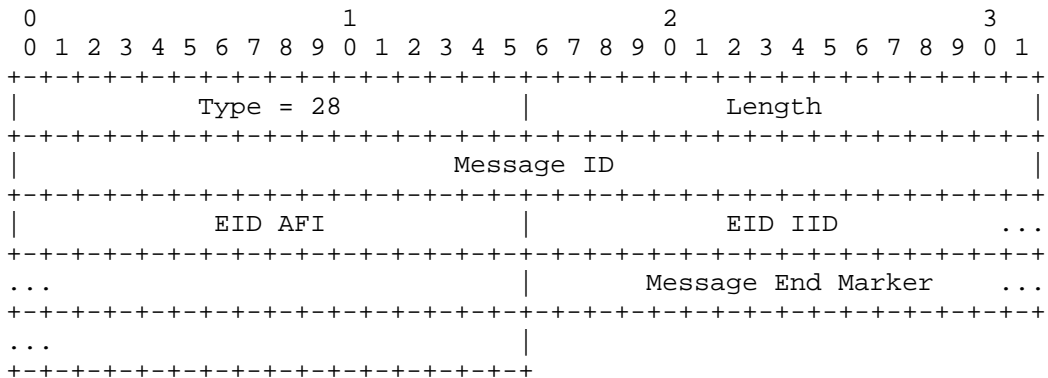 0                   1                   2                   3
 0 1 2 3 4 5 6 7 8 9 0 1 2 3 4 5 6 7 8 9 0 1 2 3 4 5 6 7 8 9 0 1
+-+-+-+-+-+-+-+-+-+-+-+-+-+-+-+-+-+-+-+-+-+-+-+-+-+-+-+-+-+-+-+-+
|           Type = 28           |            Length             |
+-+-+-+-+-+-+-+-+-+-+-+-+-+-+-+-+-+-+-+-+-+-+-+-+-+-+-+-+-+-+-+-+
|                           Message ID                          |
+-+-+-+-+-+-+-+-+-+-+-+-+-+-+-+-+-+-+-+-+-+-+-+-+-+-+-+-+-+-+-+-+
|            EID AFI            |            EID IID          ...
+-+-+-+-+-+-+-+-+-+-+-+-+-+-+-+-+-+-+-+-+-+-+-+-+-+-+-+-+-+-+-+-+
...                             |       Message End Marker    ...
+-+-+-+-+-+-+-+-+-+-+-+-+-+-+-+-+-+-+-+-+-+-+-+-+-+-+-+-+-+-+-+-+
...                             |
+-+-+-+-+-+-+-+-+-+-+-+-+-+-+-+-+